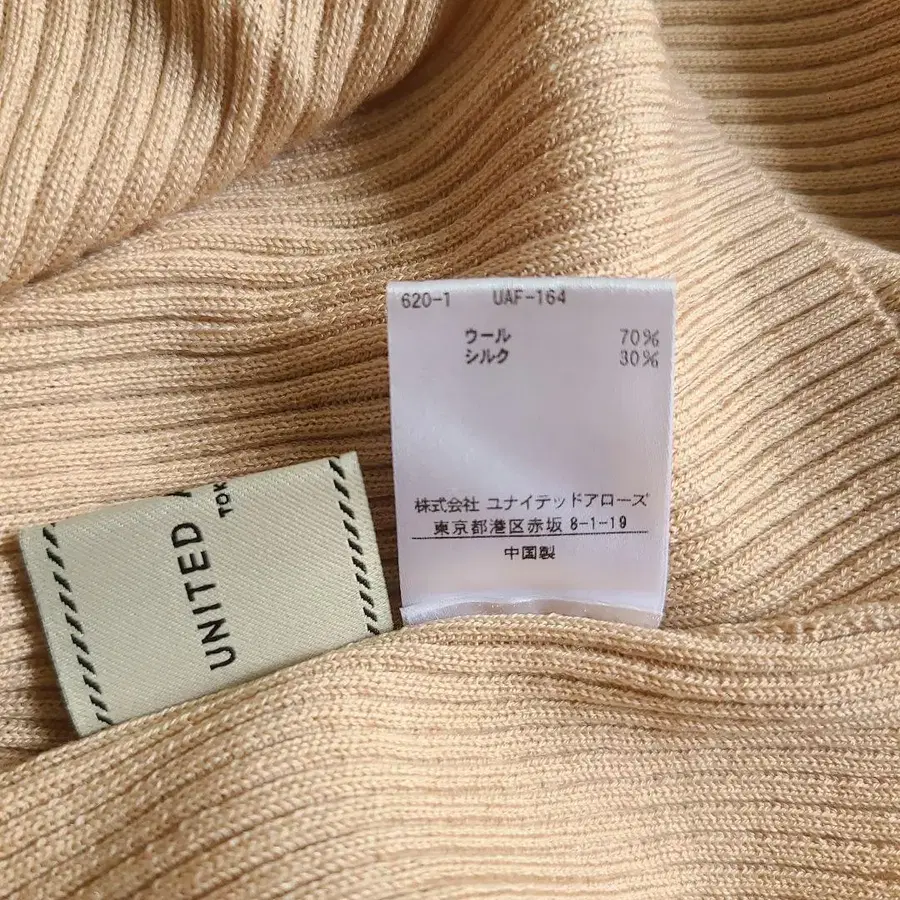 620-1 UAF-164
ウール 70%
シルク 30%
株式会社 ユナイテッドアローズ
東京都港区赤坂 8-1-19
中国製
UNITED